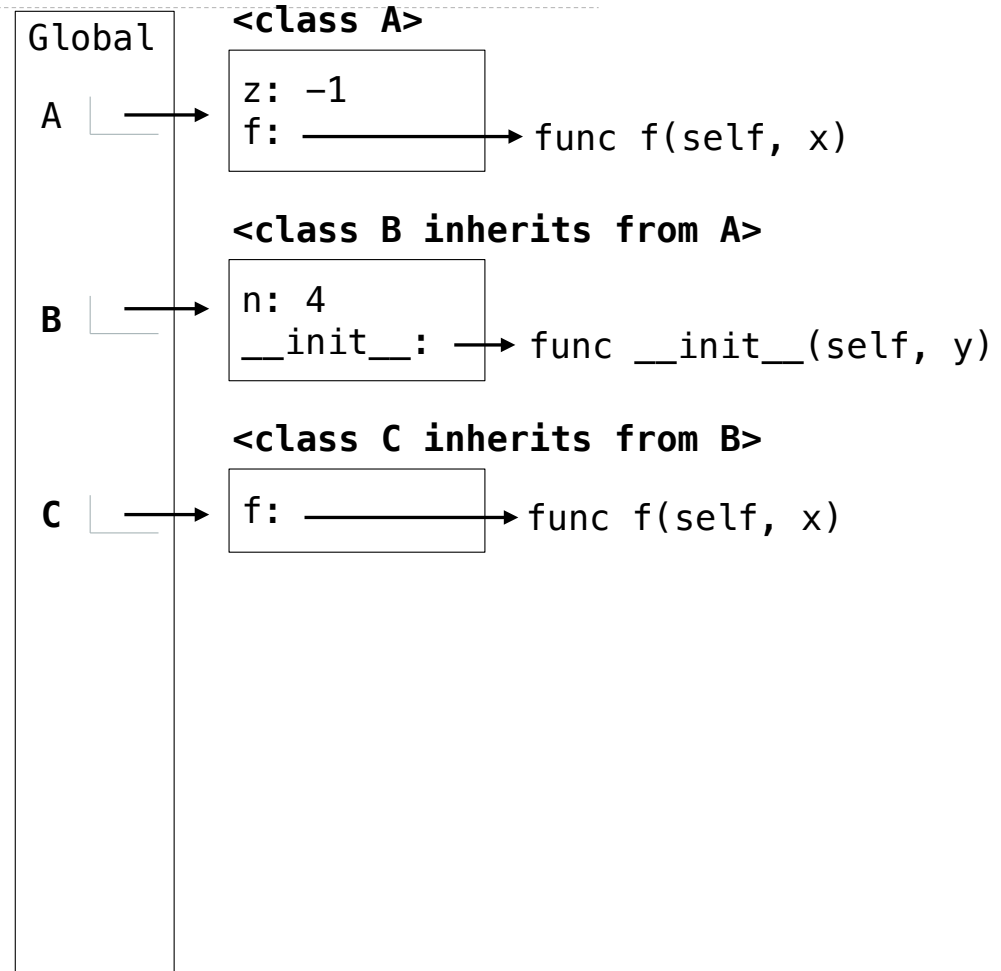 Global
<class A>
A
z: −1
f:
func f(self, x)
<class B inherits from A>
B
n: 4
__init__:
func __init__(self, y)
<class C inherits from B>
C
f:
func f(self, x)